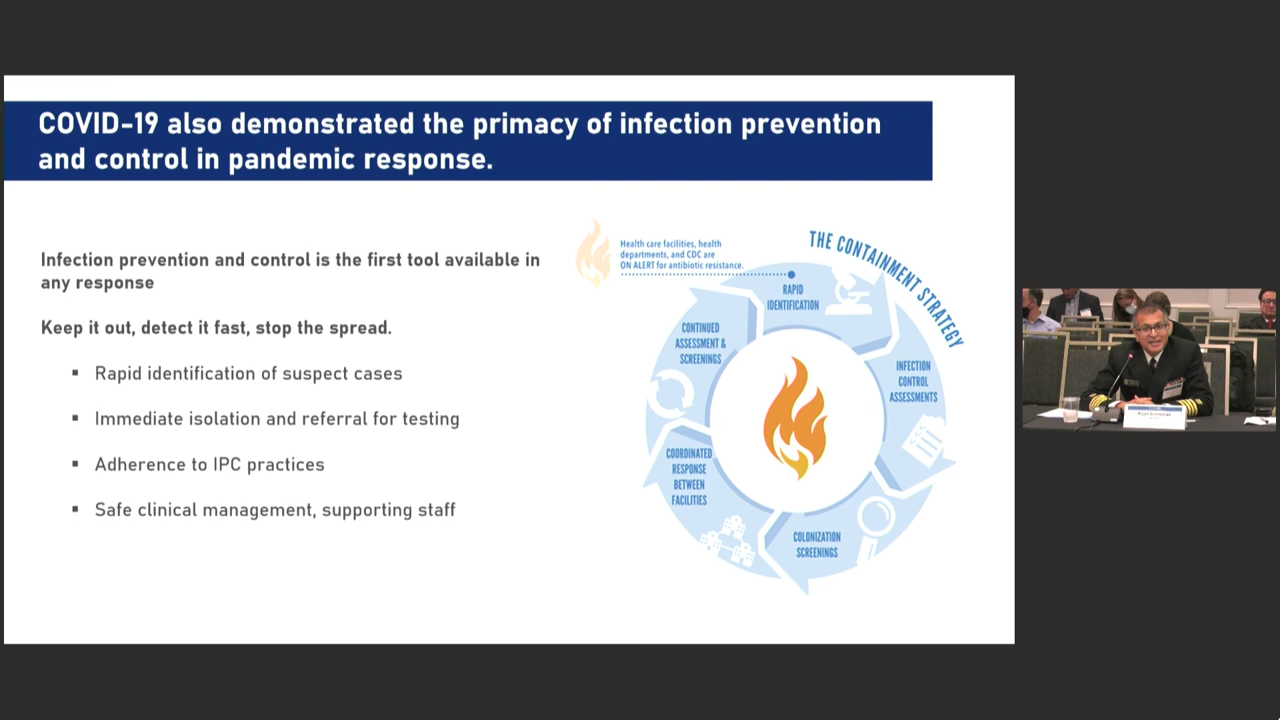 COVID-19 also demonstrated the primacy of infection prevention
and control in pandemic response.
Infection prevention and control is the first tool available in
any response
Keep it out, detect it fast, stop the spread.
▪ Rapid identification of suspect cases
▪ Immediate isolation and referral for testing
▪ Adherence to IPC practices
▪ Safe clinical management, supporting staff
Health care facilities, health
departments, and CDC are
ON ALERT for antibiotic resistance.
THE CONTAINMENT STRATEGY
RAPID
IDENTIFICATION
INFECTION
CONTROL
ASSESSMENTS
COLONIZATION
SCREENINGS
COORDINATED
RESPONSE
BETWEEN
FACILITIES
CONTINUED
ASSESSMENT &
SCREENINGS